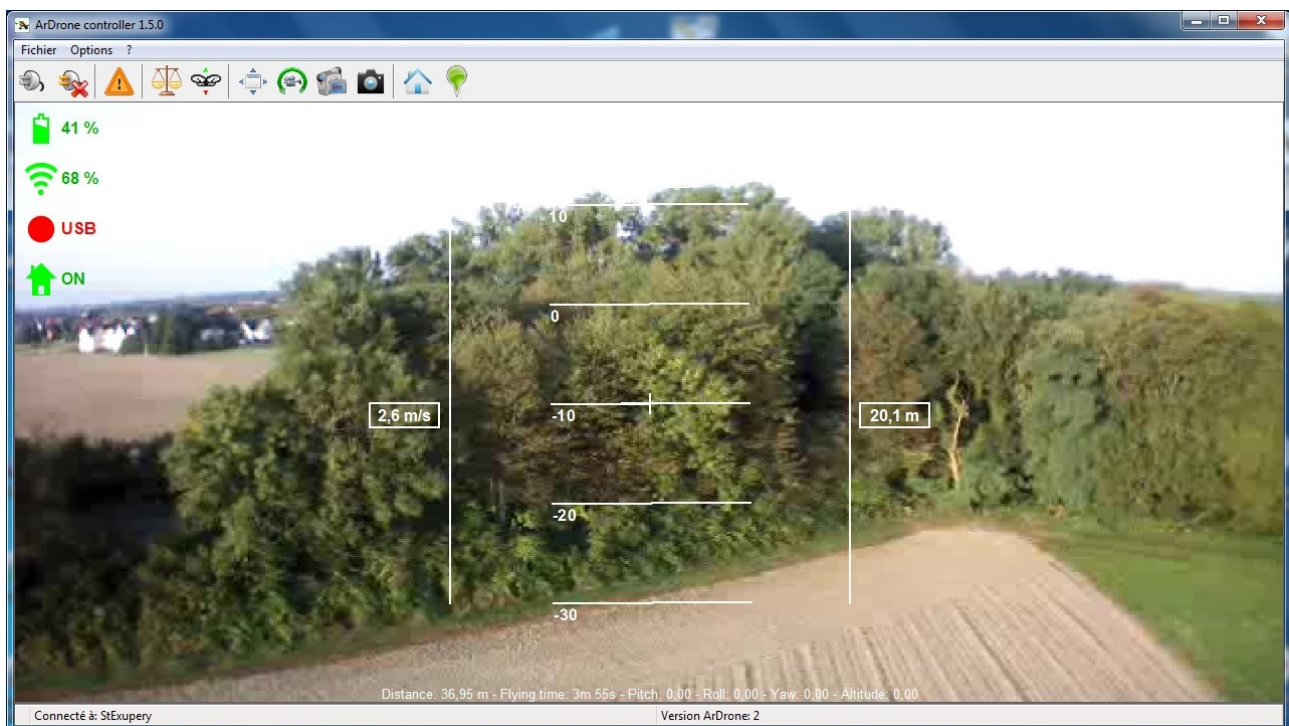 ArDrone controller 1.5.0
Fichier Options ?
41 %
68 %
USB
ON
10
0
2,6 m/s
-10
20,1 m
-20
-30
Distance: 36,95 m - Flying time: 3m 55s - Pitch: 0,00 - Roll: 0,00 - Yaw: 0,00 - Altitude: 0,00
Connecté à: StExupery Version ArDrone: 2